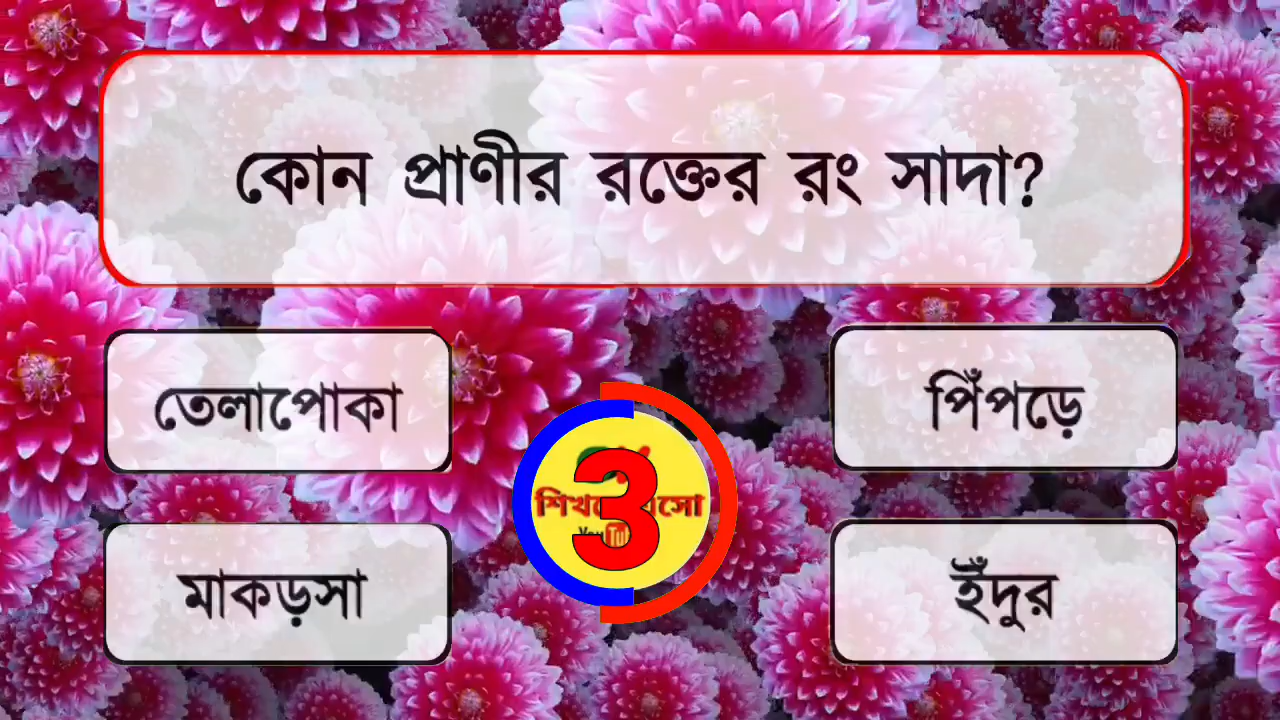 কোন প্রাণীর রক্তের রং সাদা?
তেলাপোকা
পিঁপড়ে
3
মাকড়সা
ইঁদুর